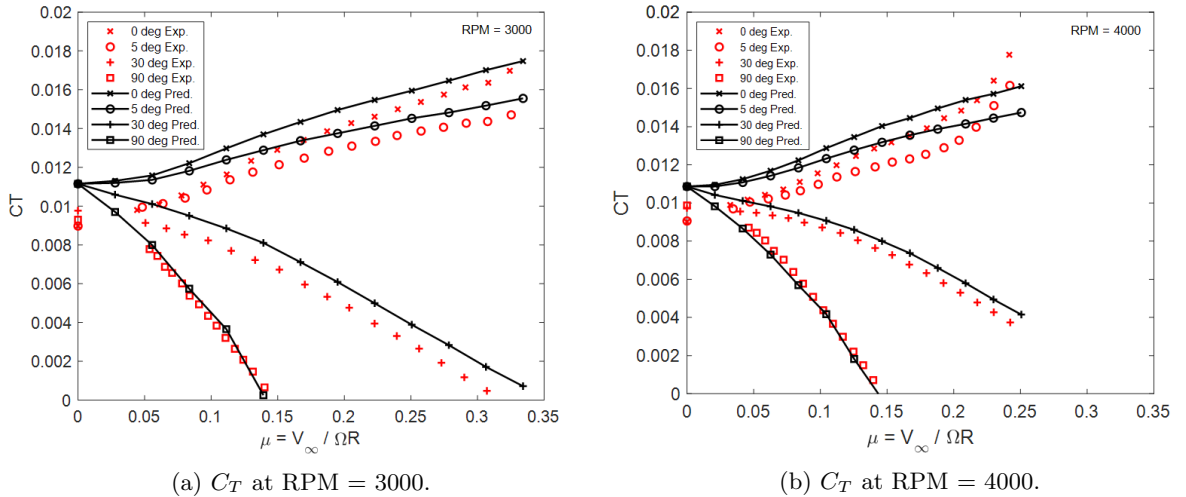 0.02
0.018
0.016
0.014
0.012
0.01
0.008
0.006
0.004
0.002
0
CT
0 deg Exp.
5 deg Exp.
30 deg Exp.
90 deg Exp.
0 deg Pred.
5 deg Pred.
30 deg Pred.
90 deg Pred.
RPM = 3000
0 0.05 0.1 0.15 0.2 0.25 0.3 0.35
μ = V∞ / ΩR
(a) C_T at RPM = 3000.
0.02
0.018
0.016
0.014
0.012
0.01
0.008
0.006
0.004
0.002
0
CT
0 deg Exp.
5 deg Exp.
30 deg Exp.
90 deg Exp.
0 deg Pred.
5 deg Pred.
30 deg Pred.
90 deg Pred.
RPM = 4000
0 0.05 0.1 0.15 0.2 0.25 0.3 0.35
μ = V∞ / ΩR
(b) C_T at RPM = 4000.